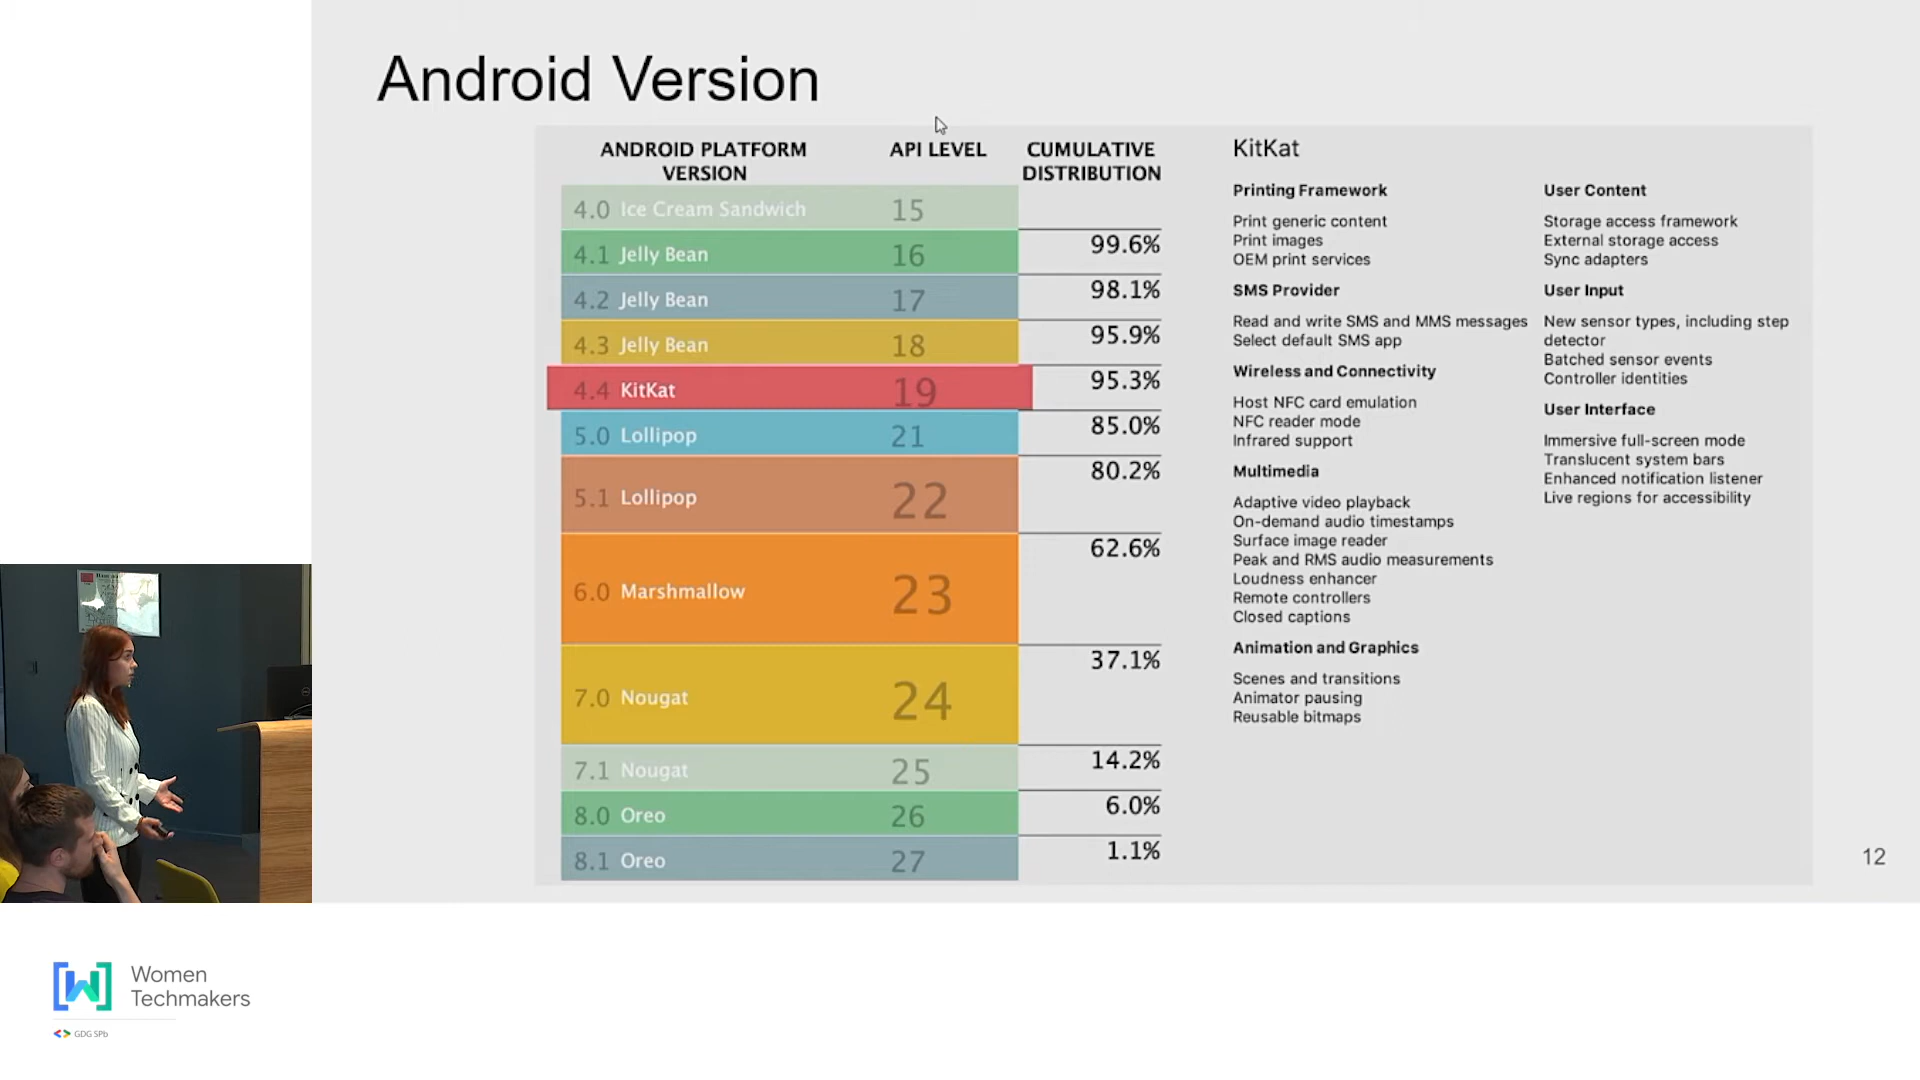 Android Version
ANDROID PLATFORM
VERSION
API LEVEL
CUMULATIVE
DISTRIBUTION
4.0 Ice Cream Sandwich 15
4.1 Jelly Bean 16 99.6%
4.2 Jelly Bean 17 98.1%
4.3 Jelly Bean 18 95.9%
4.4 KitKat 19 95.3%
5.0 Lollipop 21 85.0%
5.1 Lollipop 22 80.2%
6.0 Marshmallow 23 62.6%
7.0 Nougat 24 37.1%
7.1 Nougat 25 14.2%
8.0 Oreo 26 6.0%
8.1 Oreo 27 1.1%
KitKat
Printing Framework
Print generic content
Print images
OEM print services
SMS Provider
Read and write SMS and MMS messages
Select default SMS app
Wireless and Connectivity
Host NFC card emulation
NFC reader mode
Infrared support
Multimedia
Adaptive video playback
On-demand audio timestamps
Surface image reader
Peak and RMS audio measurements
Loudness enhancer
Remote controllers
Closed captions
Animation and Graphics
Scenes and transitions
Animator pausing
Reusable bitmaps
User Content
Storage access framework
External storage access
Sync adapters
User Input
New sensor types, including step
detector
Batched sensor events
Controller identities
User Interface
Immersive full-screen mode
Translucent system bars
Enhanced notification listener
Live regions for accessibility
12
Women
Techmakers
GDG SPb